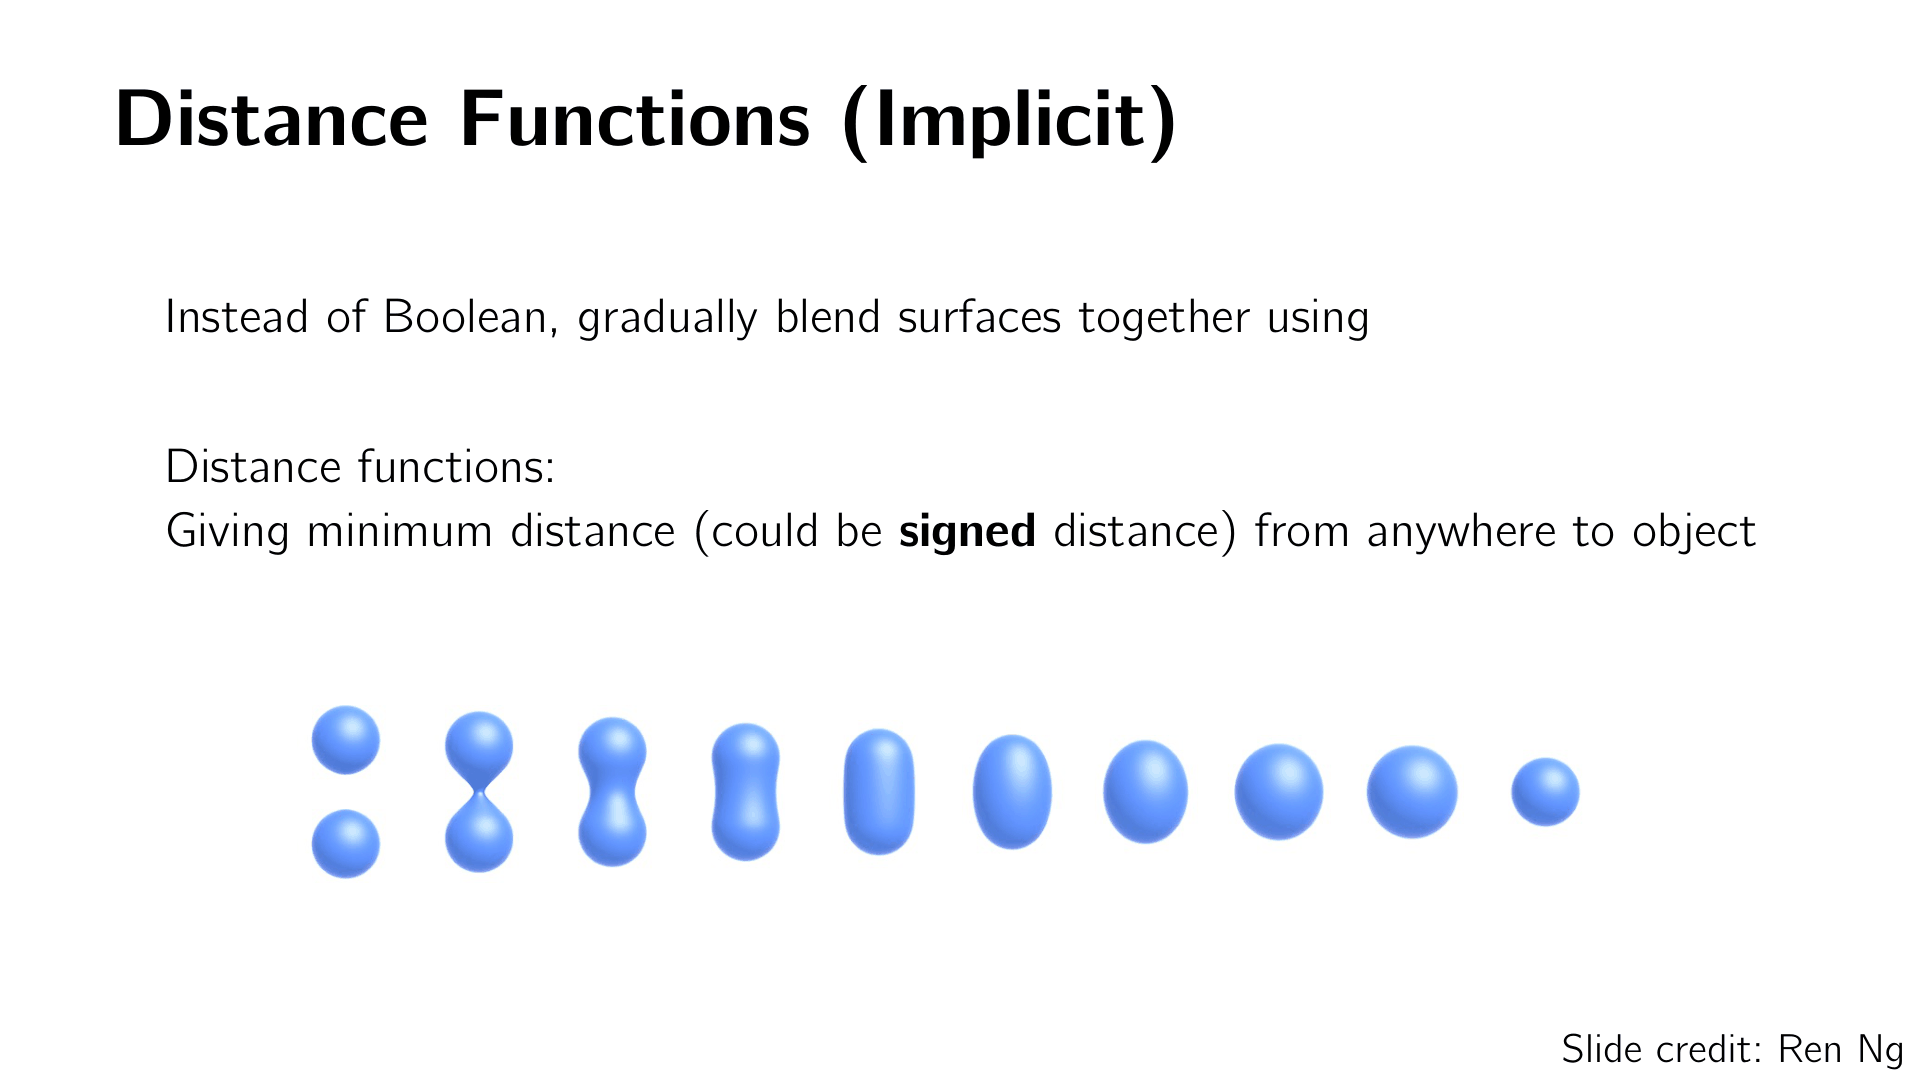 Distance Functions (Implicit)
Instead of Boolean, gradually blend surfaces together using
Distance functions:
Giving minimum distance (could be signed distance) from anywhere to object
Slide credit: Ren Ng